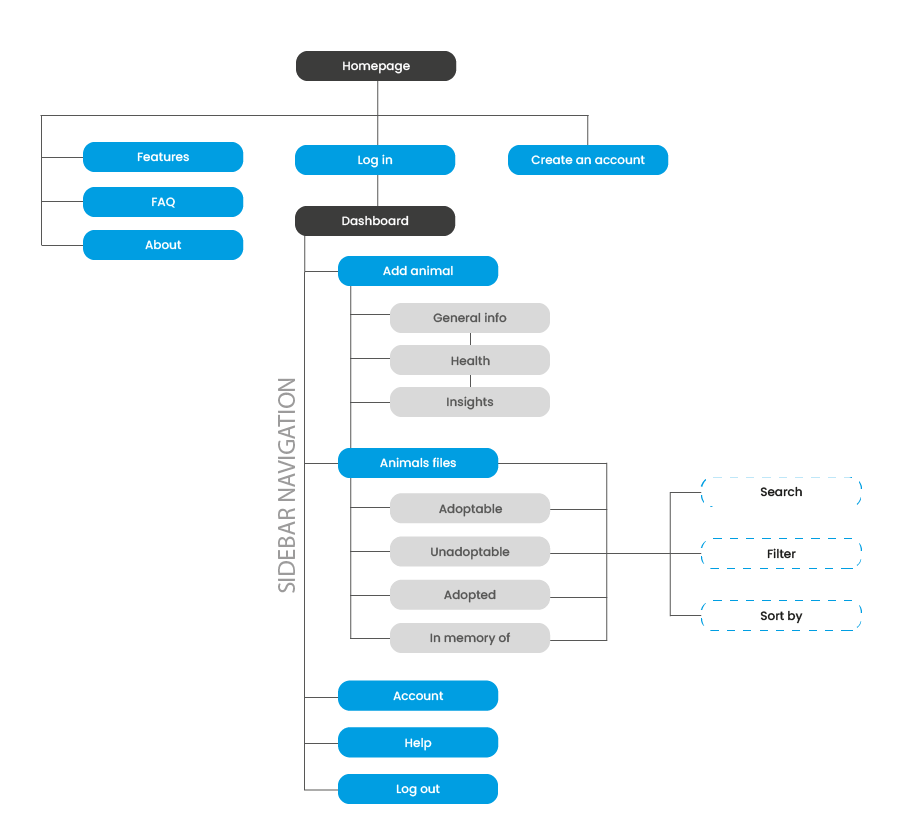 Homepage
Features
Log in
Create an account
FAQ
About
Dashboard
SIDEBAR NAVIGATION
Add animal
General info
Health
Insights
Animals files
Adoptable
Unadoptable
Adopted
In memory of
Search
Filter
Sort by
Account
Help
Log out